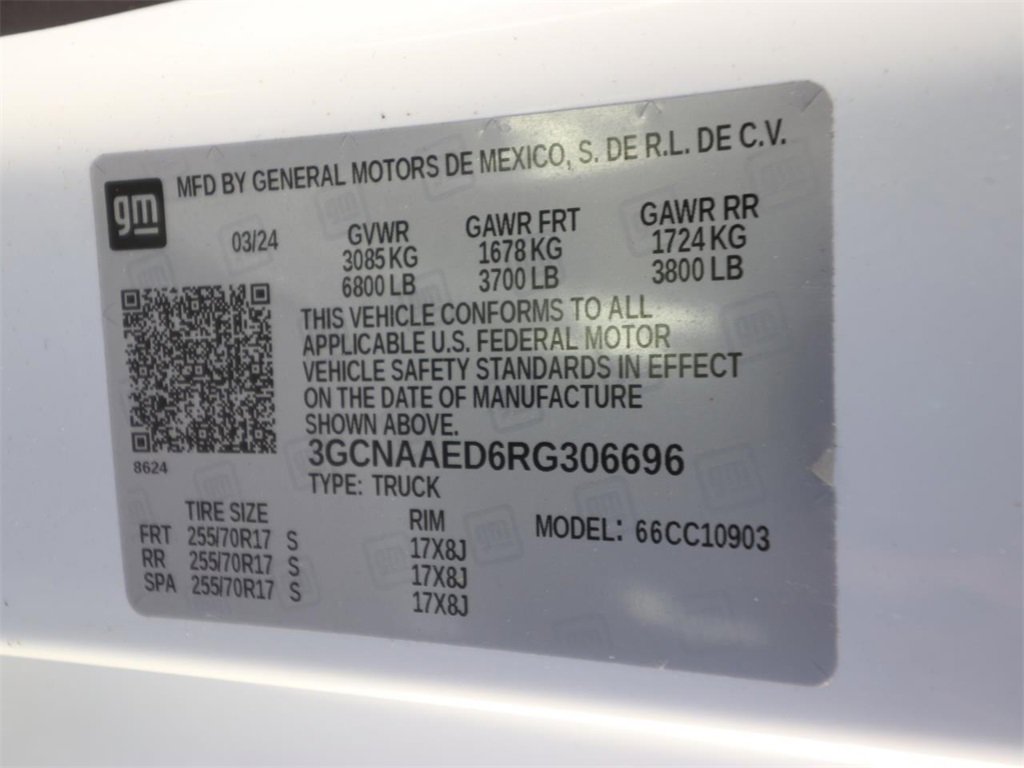 MFD BY GENERAL MOTORS DE MEXICO, S. DE R.L. DE C.V.
gm
03/24
GVWR
3085 KG
6800 LB
GAWR FRT
1678 KG
3700 LB
GAWR RR
1724 KG
3800 LB
THIS VEHICLE CONFORMS TO ALL
APPLICABLE U.S. FEDERAL MOTOR
VEHICLE SAFETY STANDARDS IN EFFECT
ON THE DATE OF MANUFACTURE
SHOWN ABOVE.
3GCNAAED6RG306696
8624
TYPE: TRUCK
TIRE SIZE RIM MODEL: 66CC10903
FRT 255/70R17 S 17X8J
RR 255/70R17 S 17X8J
SPA 255/70R17 S 17X8J